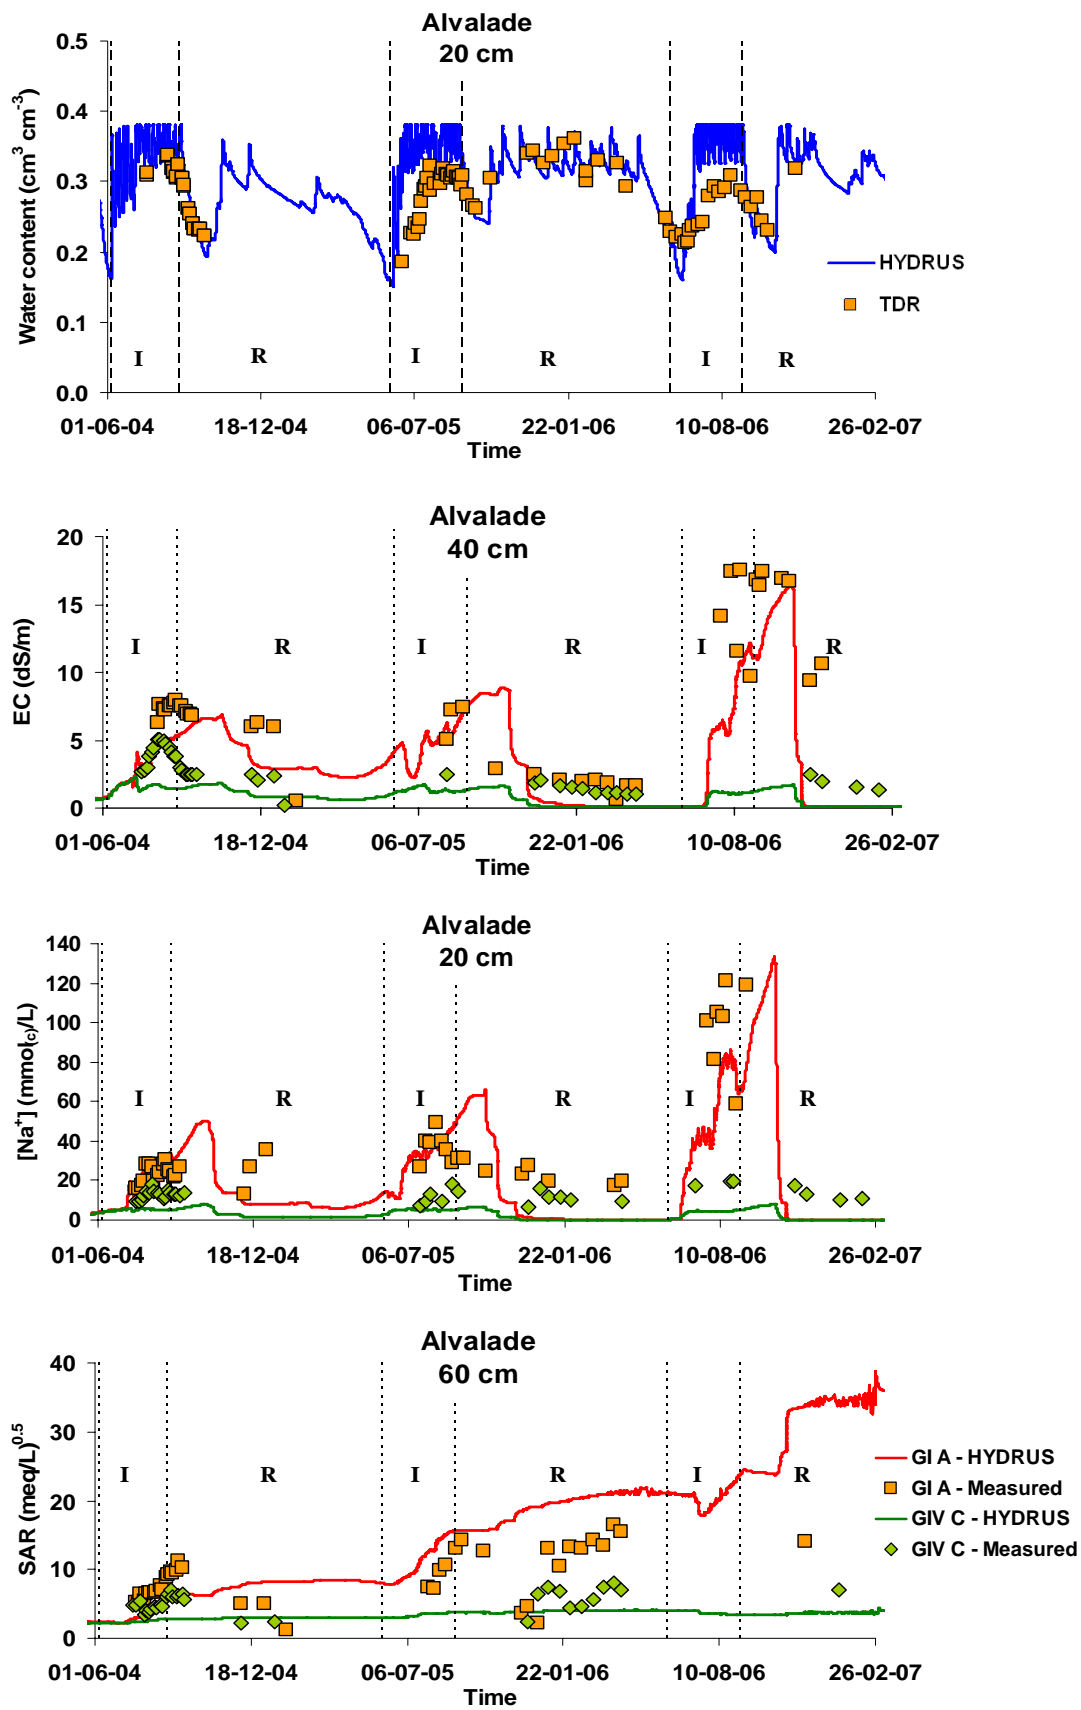 Alvalade
20 cm
Water content (cm³ cm⁻³)
0.5
0.4
0.3
0.2
0.1
0.0
I
R
I
R
I
R
HYDRUS
TDR
01-06-04
18-12-04
06-07-05
22-01-06
10-08-06
26-02-07
Time
Alvalade
40 cm
EC (dS/m)
20
15
10
5
0
I
R
I
R
I
R
01-06-04
18-12-04
06-07-05
22-01-06
10-08-06
26-02-07
Time
Alvalade
20 cm
[Na⁺] (mmol(c)/L)
140
120
100
80
60
40
20
0
I
R
I
R
I
R
01-06-04
18-12-04
06-07-05
22-01-06
10-08-06
26-02-07
Time
Alvalade
60 cm
SAR (meq/L)⁰·⁵
40
30
20
10
0
I
R
I
R
I
R
GI A - HYDRUS
GI A - Measured
GIV C - HYDRUS
GIV C - Measured
01-06-04
18-12-04
06-07-05
22-01-06
10-08-06
26-02-07
Time